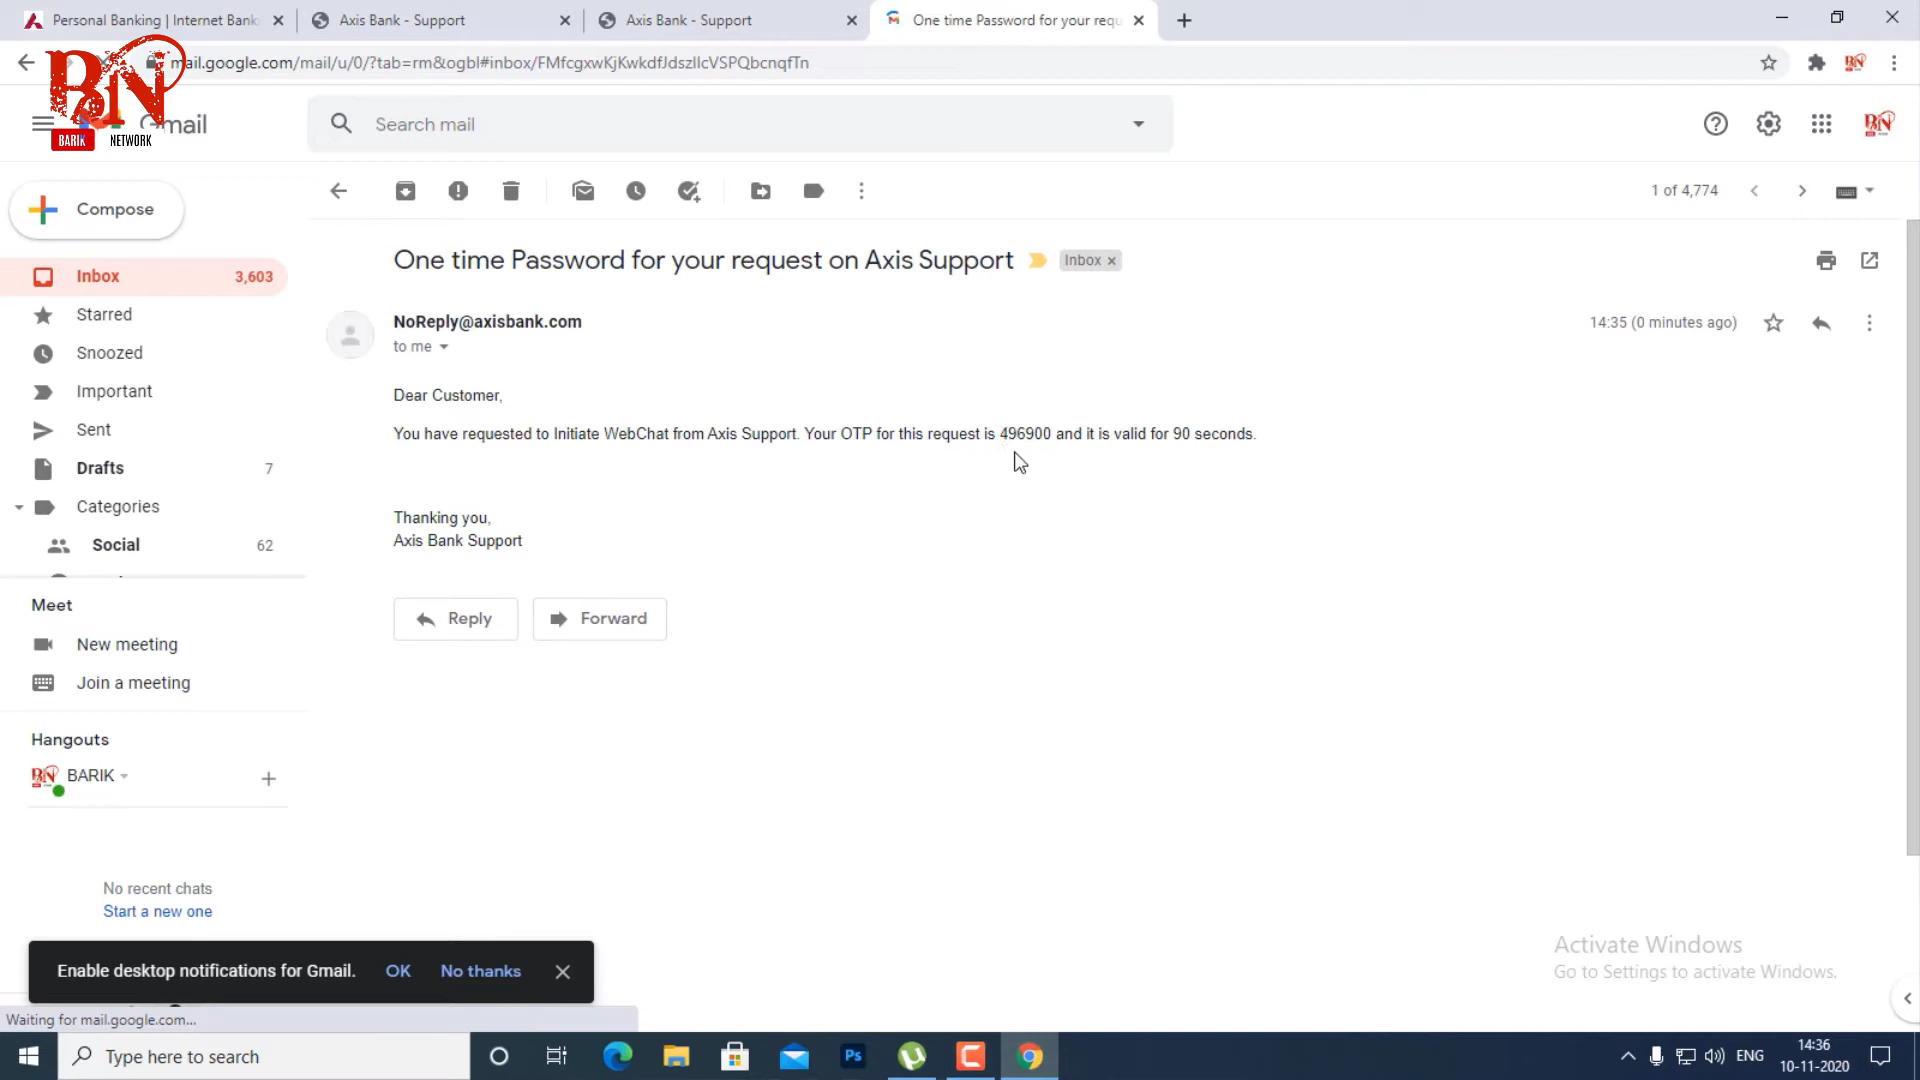 Personal Banking | Internet Bank
Axis Bank - Support
Axis Bank - Support
One time Password for your requ
mail.google.com/mail/u/0/?tab=rm&ogbl#inbox/FMfcgxwKjKwkdfJdszllcVSPQbcnqfTn
BN
BARIK NETWORK
Gmail
Search mail
BN
Compose
1 of 4,774
Inbox 3,603
Starred
Snoozed
Important
Sent
Drafts 7
Categories
Social 62
One time Password for your request on Axis Support
Inbox x
NoReply@axisbank.com
14:35 (0 minutes ago)
to me
Dear Customer,
You have requested to Initiate WebChat from Axis Support. Your OTP for this request is 496900 and it is valid for 90 seconds.
Thanking you,
Axis Bank Support
Reply
Forward
Meet
New meeting
Join a meeting
Hangouts
BARIK
No recent chats
Start a new one
Enable desktop notifications for Gmail. OK No thanks
Activate Windows
Go to Settings to activate Windows.
Waiting for mail.google.com...
Type here to search
Ps
ENG
14:36
10-11-2020